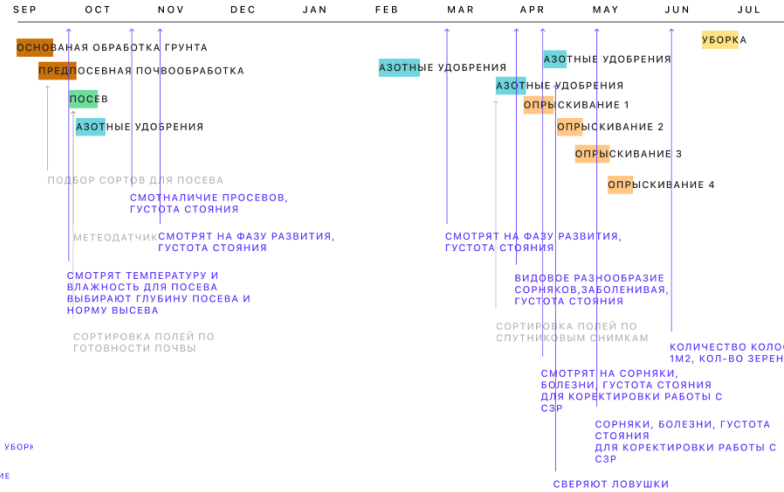 SEP OCT NOV DEC JAN FEB MAR APR MAY JUN JUL
УБОРКА
ОСНОВАНАЯ ОБРАБОТКА ГРУНТА
АЗОТНЫЕ УДОБРЕНИЯ
АЗОТНЫЕ УДОБРЕНИЯ
ПРЕДПОСЕВНАЯ ПОЧВООБРАБОТКА
АЗОТНЫЕ УДОБРЕНИЯ
ПОСЕВ
ОПРЫСКИВАНИЕ 1
АЗОТНЫЕ УДОБРЕНИЯ
ОПРЫСКИВАНИЕ 2
ОПРЫСКИВАНИЕ 3
ОПРЫСКИВАНИЕ 4
ПОДБОР СОРТОВ ДЛЯ ПОСЕВА
СМОТНАЛИЧИЕ ПРОСЕВОВ,
ГУСТОТА СТОЯНИЯ
МЕТЕОДАТЧИК
СМОТРЯТ НА ФАЗУ РАЗВИТИЯ,
ГУСТОТА СТОЯНИЯ
СМОТРЯТ НА ФАЗУ РАЗВИТИЯ,
ГУСТОТА СТОЯНИЯ
СМОТРЯТ ТЕМПЕРАТУРУ И
ВЛАЖНОСТЬ ДЛЯ ПОСЕВА
ВЫБИРАЮТ ГЛУБИНУ ПОСЕВА И
НОРМУ ВЫСЕВА
ВИДОВОЕ РАЗНООБРАЗИЕ
СОРНЯКОВ,ЗАБОЛЕНИВАЯ,
ГУСТОТА СТОЯНИЯ
СОРТИРОВКА ПОЛЕЙ ПО
СПУТНИКОВЫМ СНИМКАМ
СОРТИРОВКА ПОЛЕЙ ПО
ГОТОВНОСТИ ПОЧВЫ
КОЛИЧЕСТВО КОЛО
1М2, КОЛ-ВО ЗЕРЕН
СМОТРЯТ НА СОРНЯКИ,
БОЛЕЗНИ, ГУСТОТА СТОЯНИЯ
ДЛЯ КОРЕКТИРОВКИ РАБОТЫ С
СЗР
СОРНЯКИ, БОЛЕЗНИ, ГУСТОТА
СТОЯНИЯ
ДЛЯ КОРЕКТИРОВКИ РАБОТЫ С
СЗР
УБОРК
ИЕ
СВЕРЯЮТ ЛОВУШКИ